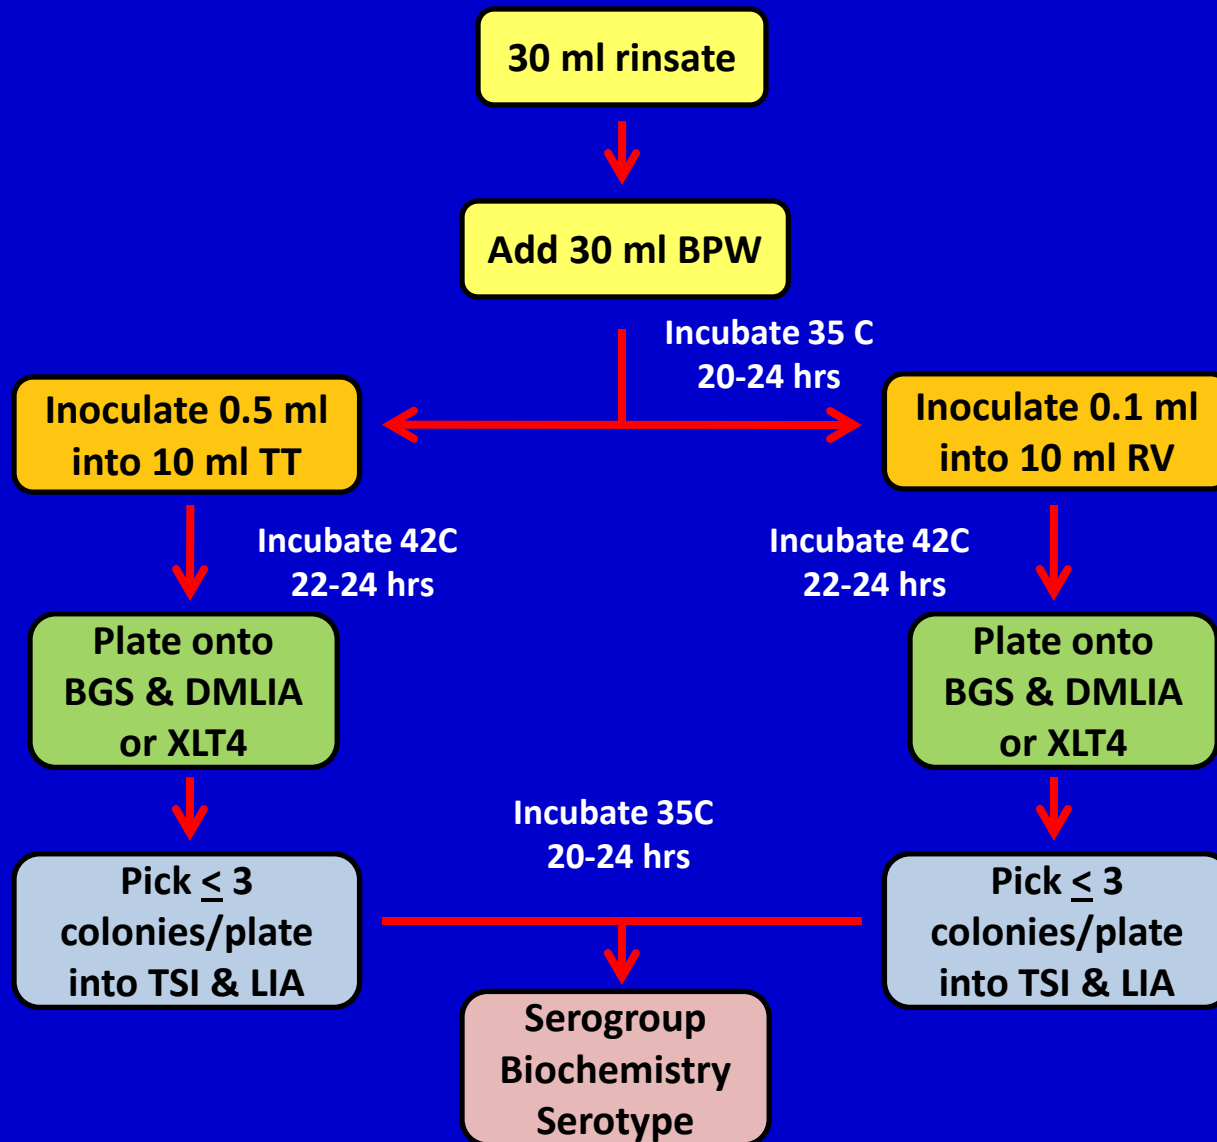 30 ml rinsate
Add 30 ml BPW
Incubate 35 C
20-24 hrs
Inoculate 0.5 ml
into 10 ml TT
Inoculate 0.1 ml
into 10 ml RV
Incubate 42C
22-24 hrs
Incubate 42C
22-24 hrs
Plate onto
BGS & DMLIA
or XLT4
Plate onto
BGS & DMLIA
or XLT4
Incubate 35C
20-24 hrs
Pick < 3
colonies/plate
into TSI & LIA
Pick < 3
colonies/plate
into TSI & LIA
Serogroup
Biochemistry
Serotype